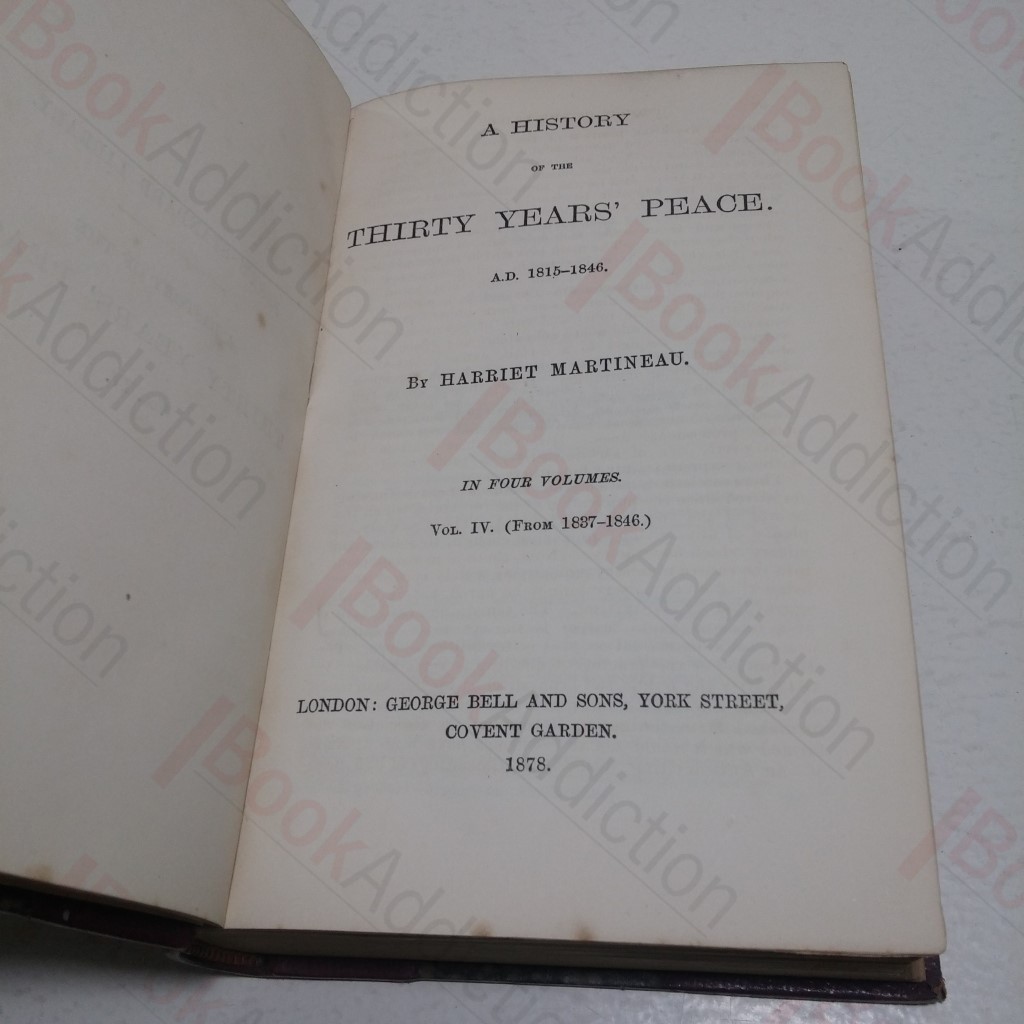 A HISTORY
OF THE
THIRTY YEARS' PEACE.
A.D. 1815–1846.
BY HARRIET MARTINEAU.
IN FOUR VOLUMES.
VOL. IV. (FROM 1837–1846.)
LONDON: GEORGE BELL AND SONS, YORK STREET,
COVENT GARDEN.
1878.
BookAddiction